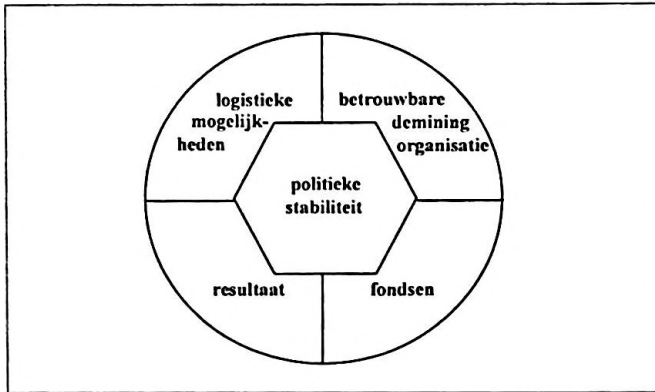 logistieke
mogelijk-
heden
betrouwbare
demining
organisatie
politieke
stabiliteit
resultaat
fondsen